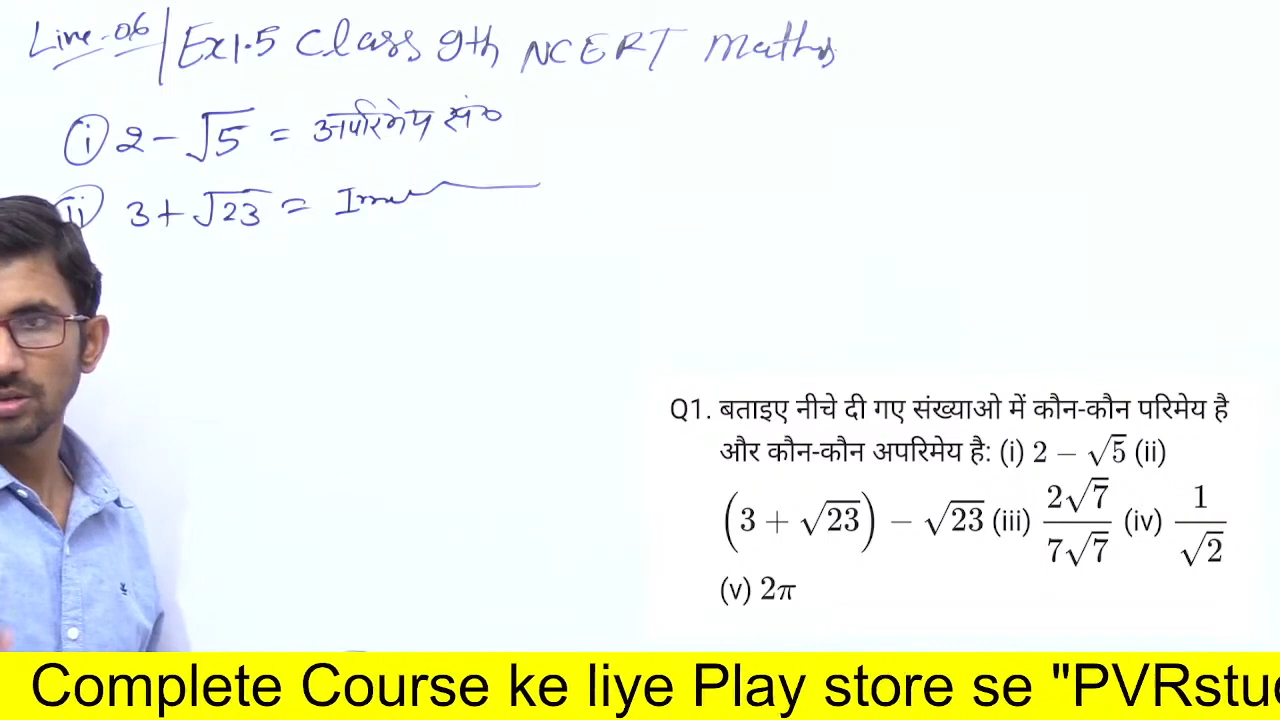 Line-06 | Ex1.5 Class 9th NCERT Maths
(i) 2 - √5 = अपरिमेय सं०
(ii) 3 + √23 =
Q1. बताइए नीचे दी गए संख्याओ में कौन-कौन परिमेय है
और कौन-कौन अपरिमेय है: (i) 2 − √5 (ii)
(3 + √23) − √23 (iii) 2√7/7√7 (iv) 1/√2
(v) 2π
Complete Course ke liye Play store se "PVRstu